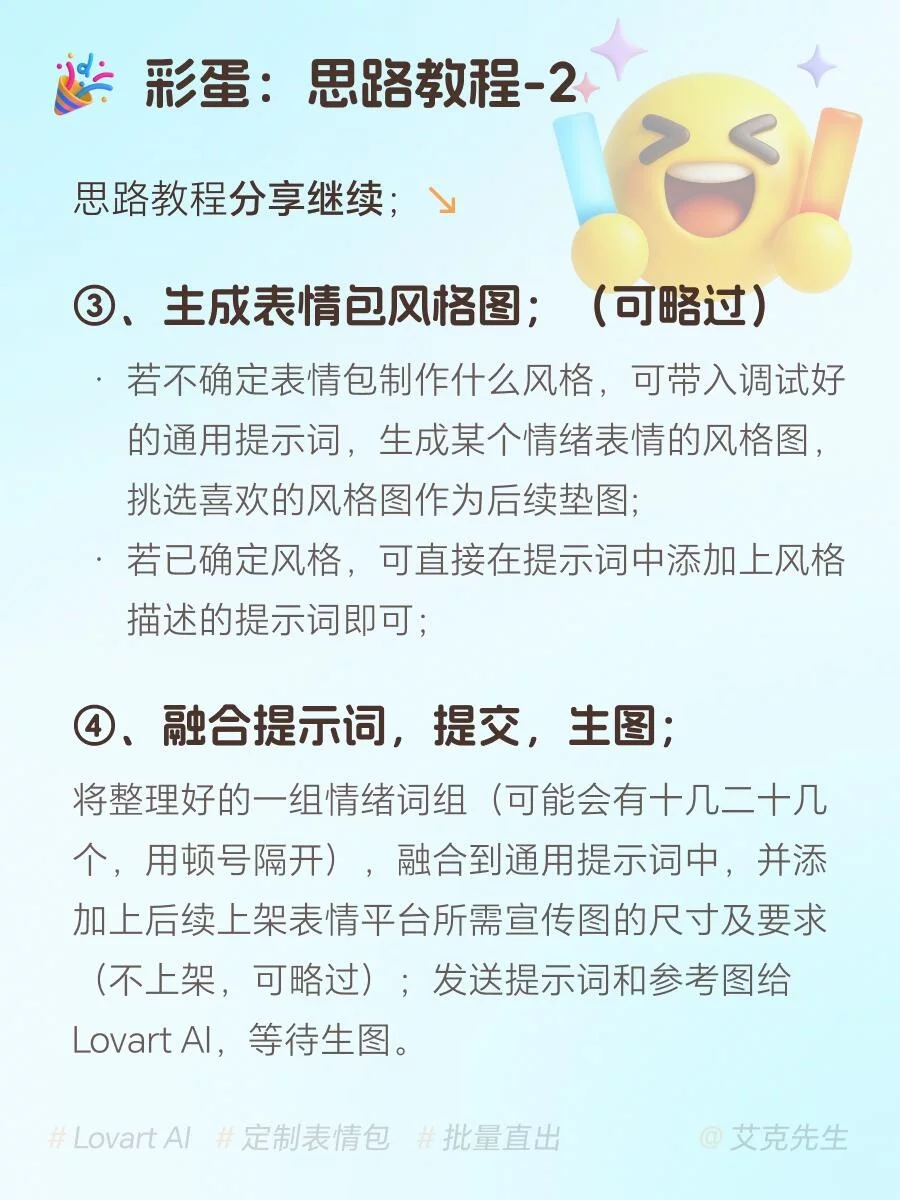 彩蛋：思路教程-2
思路教程分享继续；
③、生成表情包风格图；（可略过）
· 若不确定表情包制作什么风格，可带入调试好
的通用提示词，生成某个情绪表情的风格图，
挑选喜欢的风格图作为后续垫图;
· 若已确定风格，可直接在提示词中添加上风格
描述的提示词即可；
④、融合提示词，提交，生图；
将整理好的一组情绪词组（可能会有十几二十几
个，用顿号隔开），融合到通用提示词中，并添
加上后续上架表情平台所需宣传图的尺寸及要求
（不上架，可略过）；发送提示词和参考图给
Lovart AI，等待生图。
# Lovart AI # 定制表情包 # 批量直出 @ 艾克先生